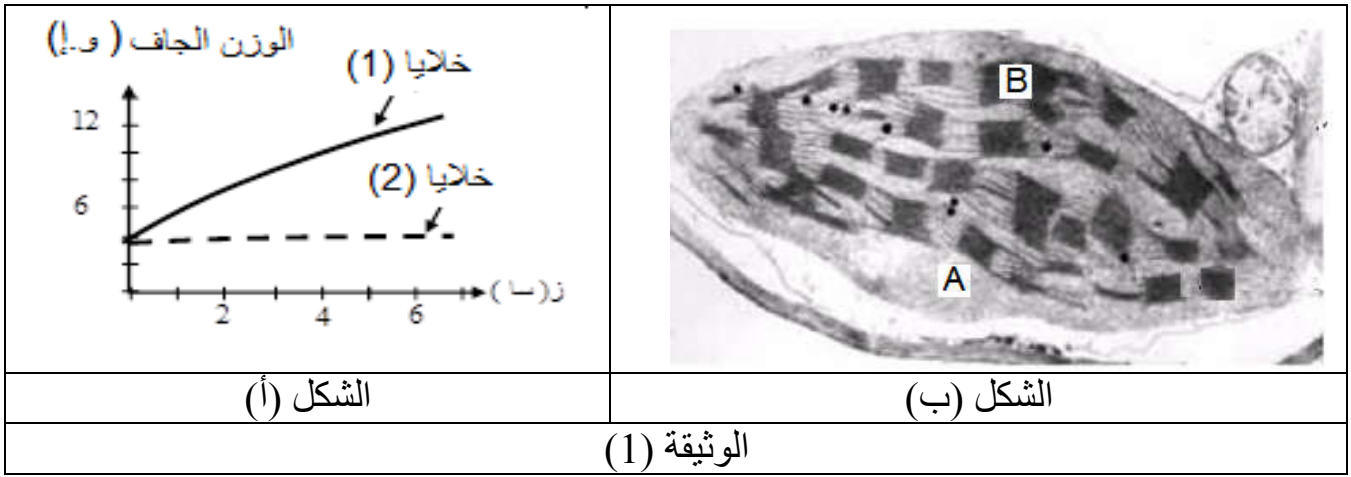 الوزن الجاف ( و.إ)
خلايا (1)
12
خلايا (2)
6
ز( سا )
2 4 6
B
A
الشكل (أ)
الشكل (ب)
الوثيقة (1)